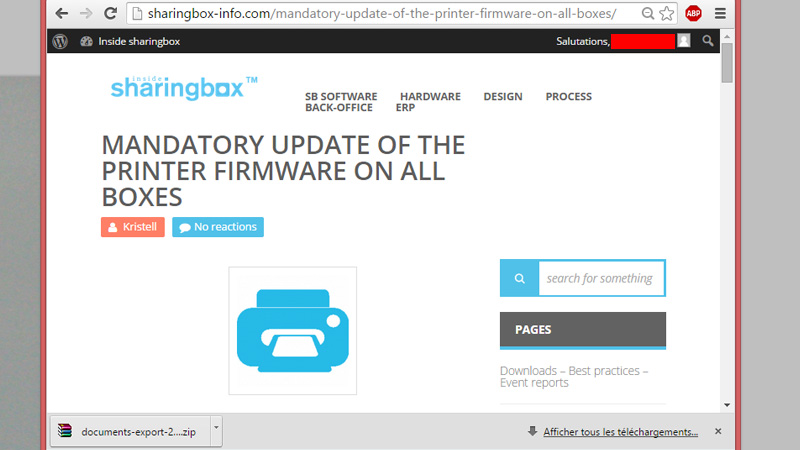 sharingbox-info.com/mandatory-update-of-the-printer-firmware-on-all-boxes/
ABP
Inside sharingbox
Salutations,
inside
sharingbox™
SB SOFTWARE HARDWARE DESIGN PROCESS
BACK-OFFICE ERP
MANDATORY UPDATE OF THE
PRINTER FIRMWARE ON ALL
BOXES
Kristell No reactions
search for something
PAGES
Downloads – Best practices –
Event reports
documents-export-2....zip
Afficher tous les téléchargements...